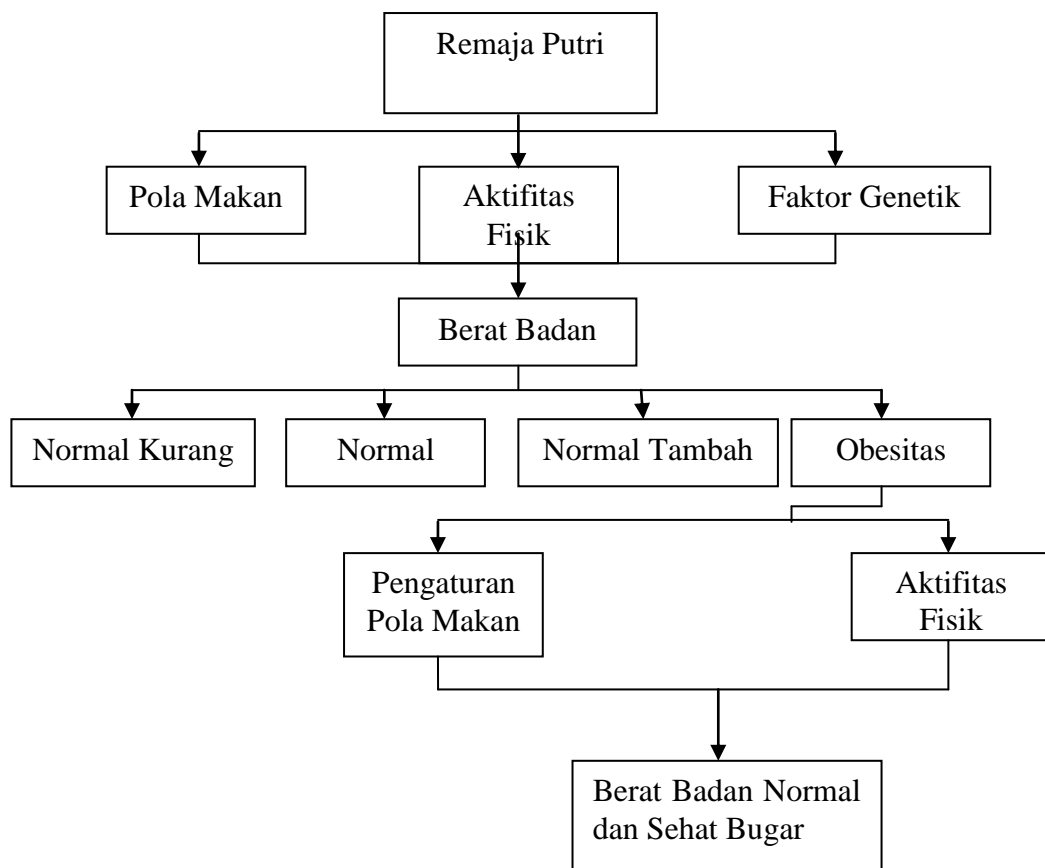 Remaja Putri
Pola Makan
Aktifitas
Fisik
Faktor Genetik
Berat Badan
Normal Kurang
Normal
Normal Tambah
Obesitas
Pengaturan
Pola Makan
Aktifitas
Fisik
Berat Badan Normal
dan Sehat Bugar